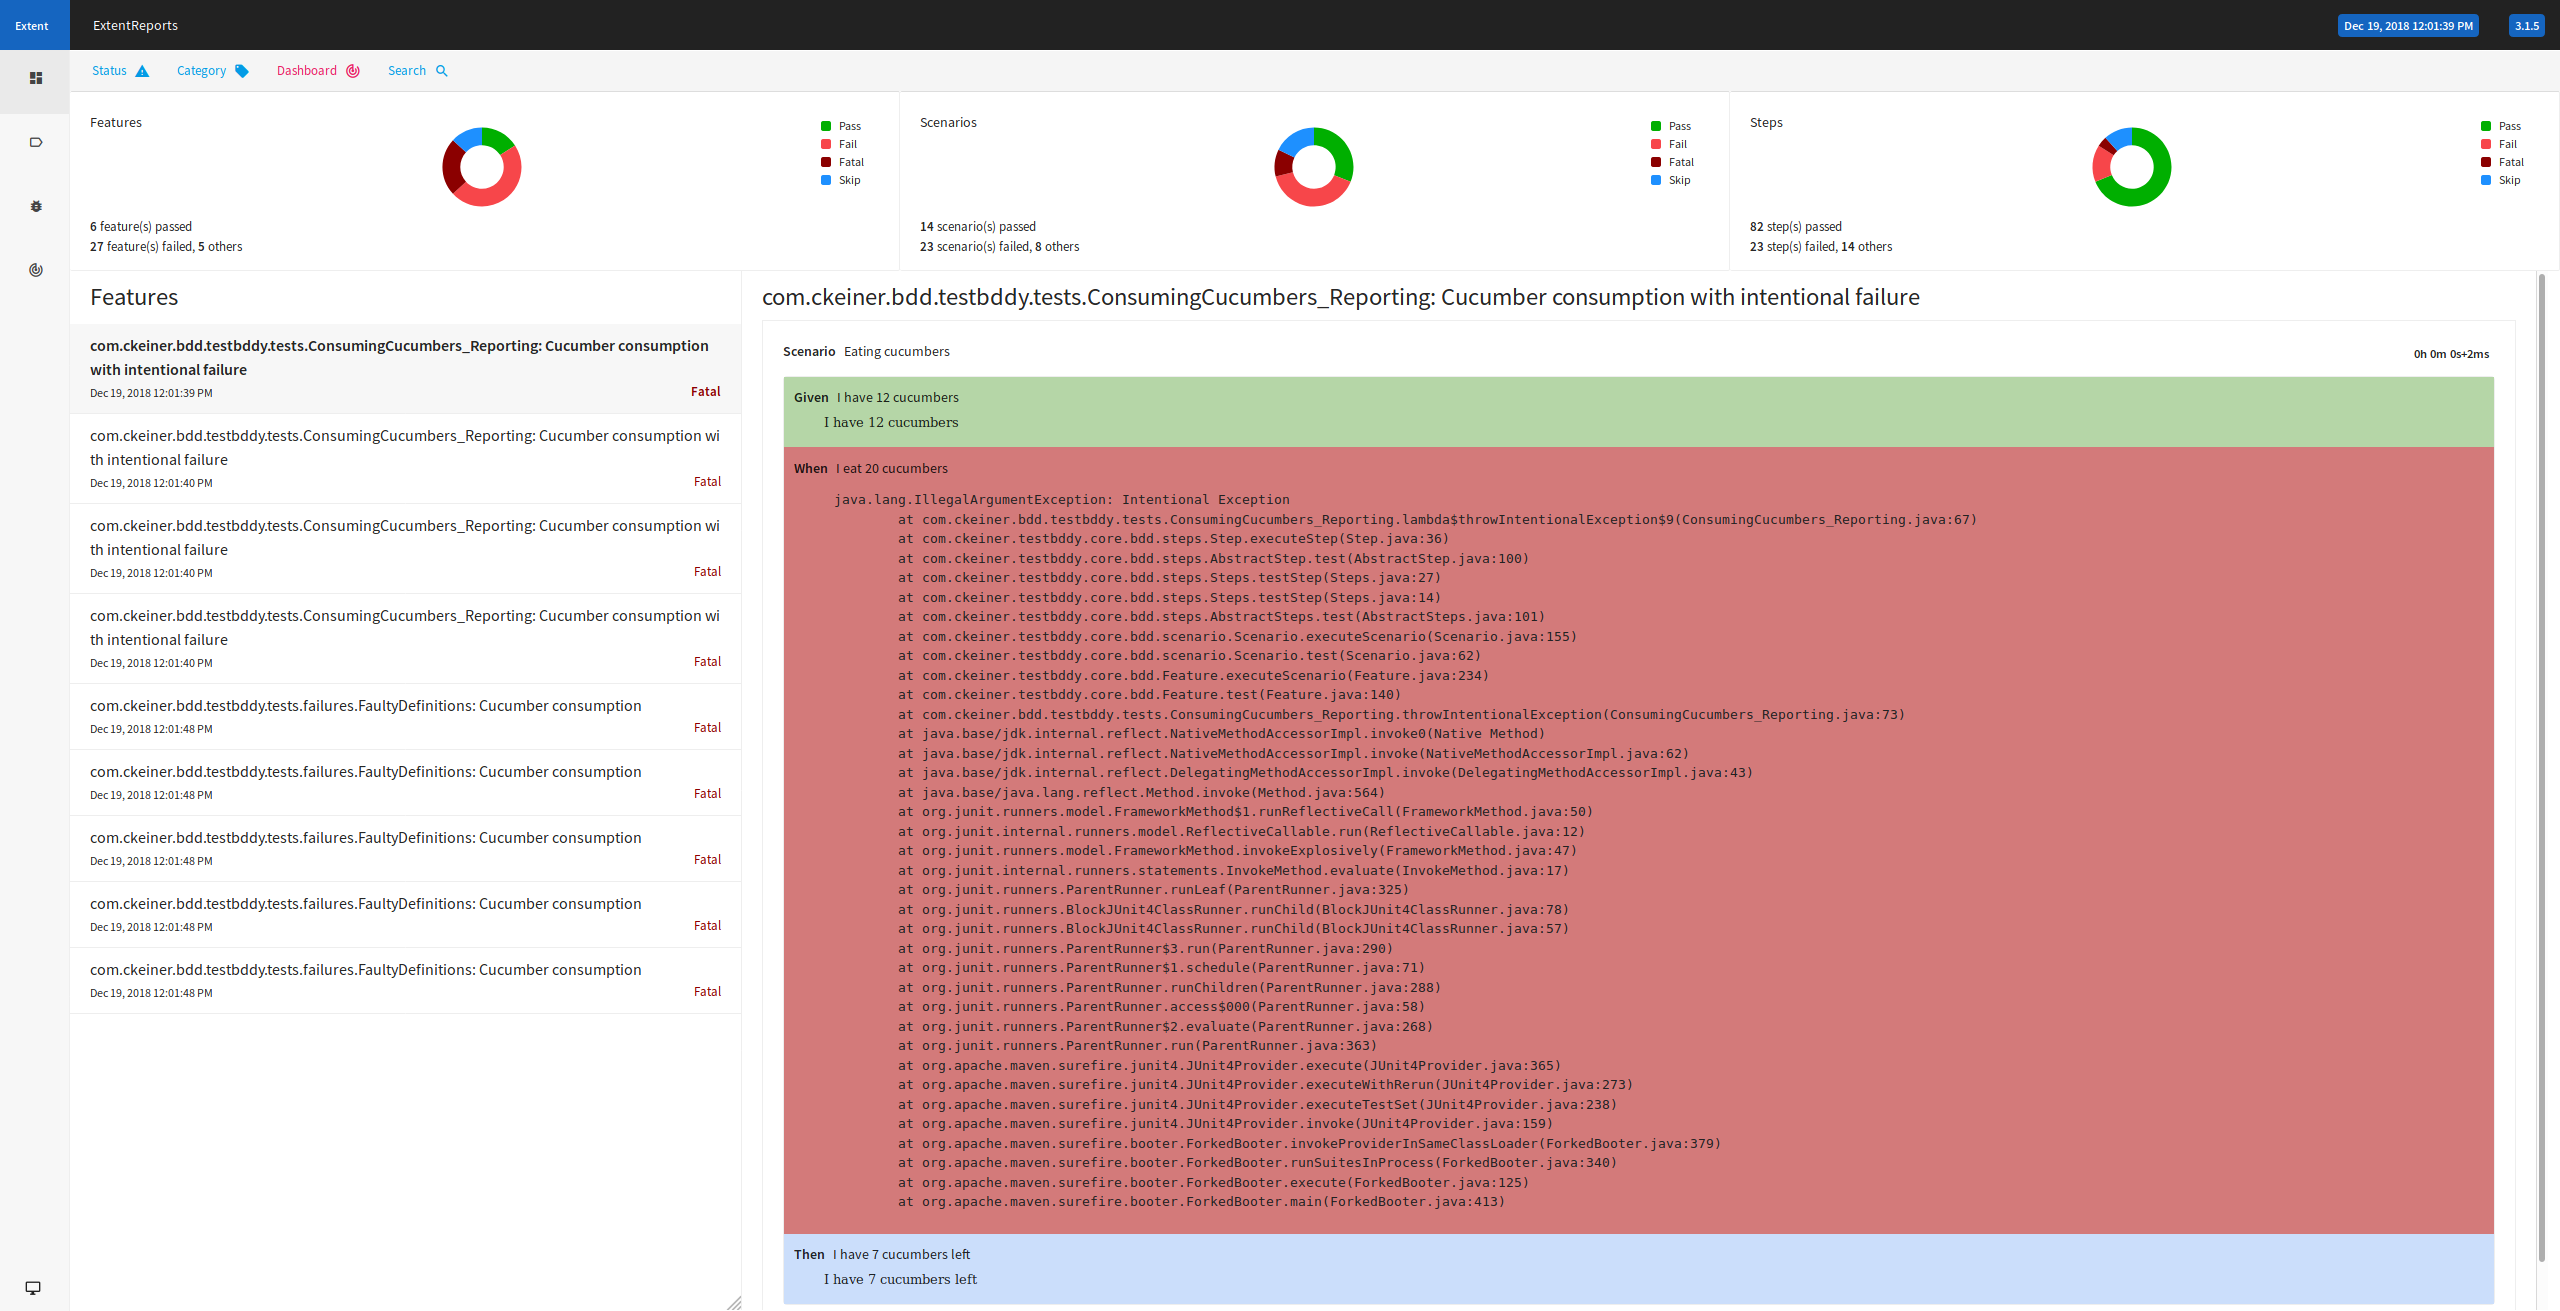 Extent
ExtentReports
Dec 19, 2018 12:01:39 PM
3.1.5
Status
Category
Dashboard
Search
Features
Pass
Fail
Fatal
Skip
6 feature(s) passed
27 feature(s) failed, 5 others
Scenarios
Pass
Fail
Fatal
Skip
14 scenario(s) passed
23 scenario(s) failed, 8 others
Steps
Pass
Fail
Fatal
Skip
82 step(s) passed
23 step(s) failed, 14 others
Features
com.ckeiner.bdd.testbddy.tests.ConsumingCucumbers_Reporting: Cucumber consumption
with intentional failure
Dec 19, 2018 12:01:39 PM
Fatal
com.ckeiner.bdd.testbddy.tests.ConsumingCucumbers_Reporting: Cucumber consumption wi
th intentional failure
Dec 19, 2018 12:01:40 PM
Fatal
com.ckeiner.bdd.testbddy.tests.ConsumingCucumbers_Reporting: Cucumber consumption wi
th intentional failure
Dec 19, 2018 12:01:40 PM
Fatal
com.ckeiner.bdd.testbddy.tests.ConsumingCucumbers_Reporting: Cucumber consumption wi
th intentional failure
Dec 19, 2018 12:01:40 PM
Fatal
com.ckeiner.bdd.testbddy.tests.failures.FaultyDefinitions: Cucumber consumption
Dec 19, 2018 12:01:48 PM
Fatal
com.ckeiner.bdd.testbddy.tests.failures.FaultyDefinitions: Cucumber consumption
Dec 19, 2018 12:01:48 PM
Fatal
com.ckeiner.bdd.testbddy.tests.failures.FaultyDefinitions: Cucumber consumption
Dec 19, 2018 12:01:48 PM
Fatal
com.ckeiner.bdd.testbddy.tests.failures.FaultyDefinitions: Cucumber consumption
Dec 19, 2018 12:01:48 PM
Fatal
com.ckeiner.bdd.testbddy.tests.failures.FaultyDefinitions: Cucumber consumption
Dec 19, 2018 12:01:48 PM
Fatal
com.ckeiner.bdd.testbddy.tests.ConsumingCucumbers_Reporting: Cucumber consumption with intentional failure
Scenario Eating cucumbers
0h 0m 0s+2ms
Given I have 12 cucumbers
I have 12 cucumbers
When I eat 20 cucumbers
java.lang.IllegalArgumentException: Intentional Exception
at com.ckeiner.bdd.testbddy.tests.ConsumingCucumbers_Reporting.lambda$throwIntentionalException$9(ConsumingCucumbers_Reporting.java:67)
at com.ckeiner.testbddy.core.bdd.steps.Step.executeStep(Step.java:36)
at com.ckeiner.testbddy.core.bdd.steps.AbstractStep.test(AbstractStep.java:100)
at com.ckeiner.testbddy.core.bdd.steps.Steps.testStep(Steps.java:27)
at com.ckeiner.testbddy.core.bdd.steps.Steps.testStep(Steps.java:14)
at com.ckeiner.testbddy.core.bdd.steps.AbstractSteps.test(AbstractSteps.java:101)
at com.ckeiner.testbddy.core.bdd.scenario.Scenario.executeScenario(Scenario.java:155)
at com.ckeiner.testbddy.core.bdd.scenario.Scenario.test(Scenario.java:62)
at com.ckeiner.testbddy.core.bdd.Feature.executeScenario(Feature.java:234)
at com.ckeiner.testbddy.core.bdd.Feature.test(Feature.java:140)
at com.ckeiner.bdd.testbddy.tests.ConsumingCucumbers_Reporting.throwIntentionalException(ConsumingCucumbers_Reporting.java:73)
at java.base/jdk.internal.reflect.NativeMethodAccessorImpl.invoke0(Native Method)
at java.base/jdk.internal.reflect.NativeMethodAccessorImpl.invoke(NativeMethodAccessorImpl.java:62)
at java.base/jdk.internal.reflect.DelegatingMethodAccessorImpl.invoke(DelegatingMethodAccessorImpl.java:43)
at java.base/java.lang.reflect.Method.invoke(Method.java:564)
at org.junit.runners.model.FrameworkMethod$1.runReflectiveCall(FrameworkMethod.java:50)
at org.junit.internal.runners.model.ReflectiveCallable.run(ReflectiveCallable.java:12)
at org.junit.runners.model.FrameworkMethod.invokeExplosively(FrameworkMethod.java:47)
at org.junit.internal.runners.statements.InvokeMethod.evaluate(InvokeMethod.java:17)
at org.junit.runners.ParentRunner.runLeaf(ParentRunner.java:325)
at org.junit.runners.BlockJUnit4ClassRunner.runChild(BlockJUnit4ClassRunner.java:78)
at org.junit.runners.BlockJUnit4ClassRunner.runChild(BlockJUnit4ClassRunner.java:57)
at org.junit.runners.ParentRunner$3.run(ParentRunner.java:290)
at org.junit.runners.ParentRunner$1.schedule(ParentRunner.java:71)
at org.junit.runners.ParentRunner.runChildren(ParentRunner.java:288)
at org.junit.runners.ParentRunner.access$000(ParentRunner.java:58)
at org.junit.runners.ParentRunner$2.evaluate(ParentRunner.java:268)
at org.junit.runners.ParentRunner.run(ParentRunner.java:363)
at org.apache.maven.surefire.junit4.JUnit4Provider.execute(JUnit4Provider.java:365)
at org.apache.maven.surefire.junit4.JUnit4Provider.executeWithRerun(JUnit4Provider.java:273)
at org.apache.maven.surefire.junit4.JUnit4Provider.executeTestSet(JUnit4Provider.java:238)
at org.apache.maven.surefire.junit4.JUnit4Provider.invoke(JUnit4Provider.java:159)
at org.apache.maven.surefire.booter.ForkedBooter.invokeProviderInSameClassLoader(ForkedBooter.java:379)
at org.apache.maven.surefire.booter.ForkedBooter.runSuitesInProcess(ForkedBooter.java:340)
at org.apache.maven.surefire.booter.ForkedBooter.execute(ForkedBooter.java:125)
at org.apache.maven.surefire.booter.ForkedBooter.main(ForkedBooter.java:413)
Then I have 7 cucumbers left
I have 7 cucumbers left